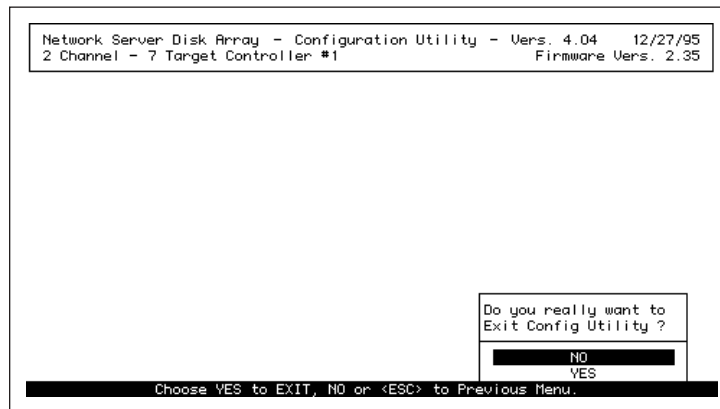 Network Server Disk Array - Configuration Utility - Vers. 4.04 12/27/95
2 Channel - 7 Target Controller #1 Firmware Vers. 2.35
Do you really want to
Exit Config Utility ?
NO
YES
Choose YES to EXIT, NO or <ESC> to Previous Menu.